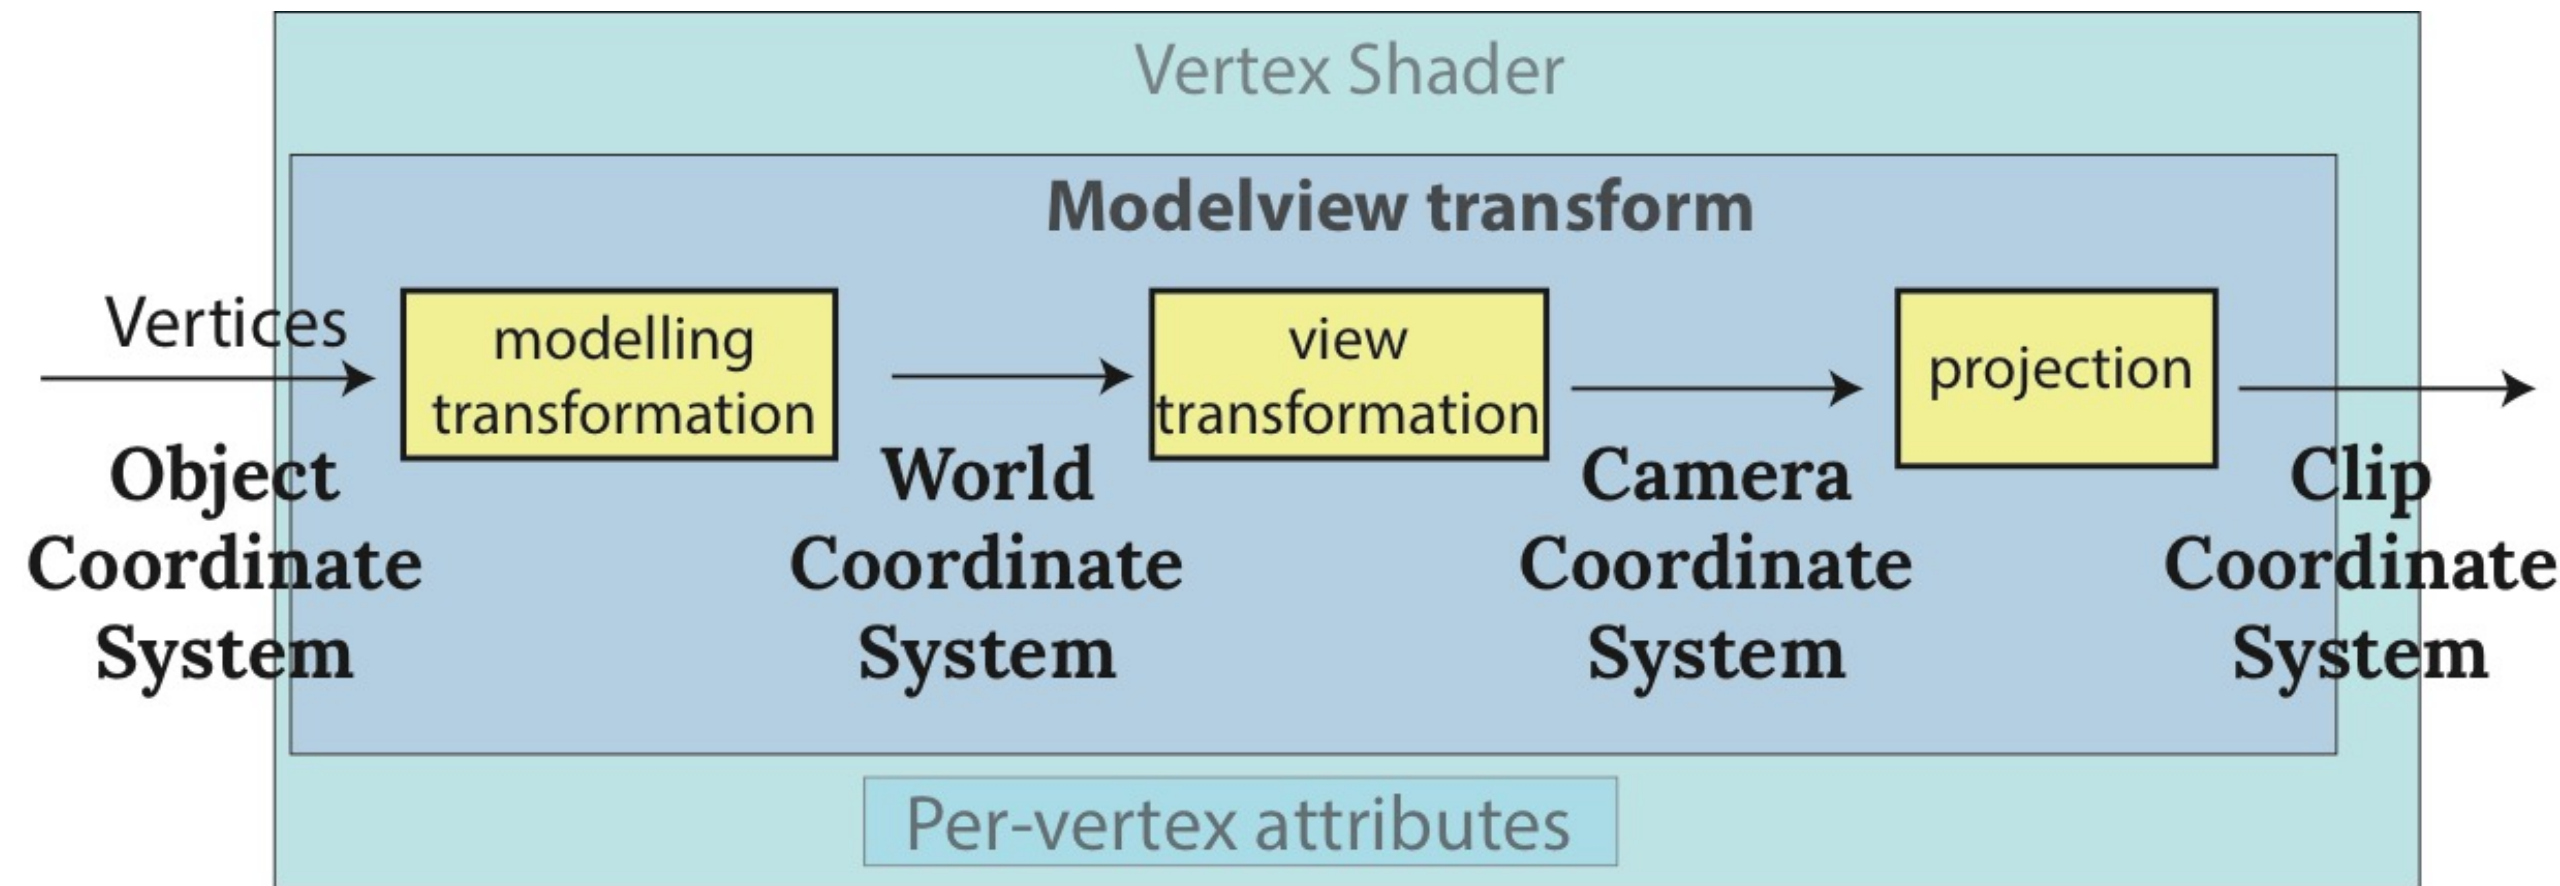 Vertex Shader
Modelview transform
Vertices
modelling
transformation
view
transformation
projection
Object
Coordinate
System
World
Coordinate
System
Camera
Coordinate
System
Clip
Coordinate
System
Per-vertex attributes